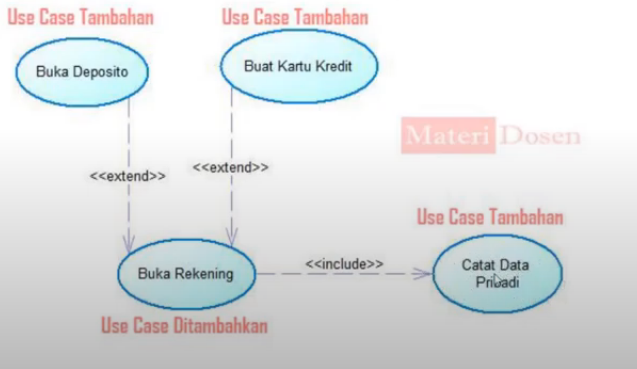 Use Case Tambahan
Use Case Tambahan
Buka Deposito
Buat Kartu Kredit
Materi Dosen
<<extend>>
<<extend>>
Use Case Tambahan
Buka Rekening
<<include>>
Catat Data
Pribadi
Use Case Ditambahkan